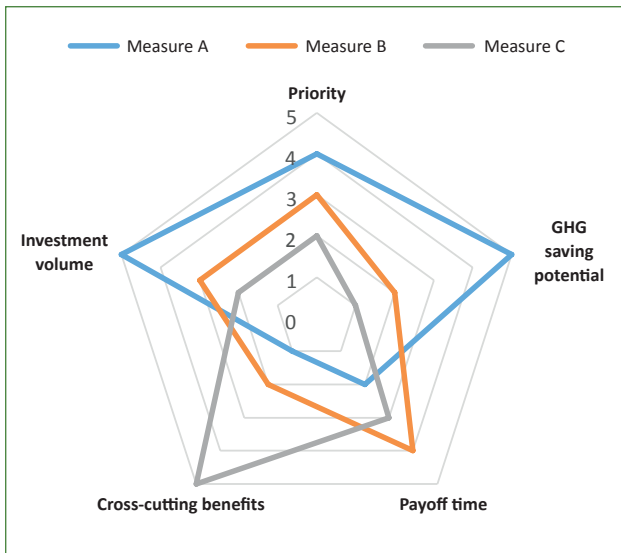 Measure A
Measure B
Measure C
Priority
5
4
3
2
1
0
GHG
saving
potential
Investment
volume
Cross-cutting benefits
Payoff time